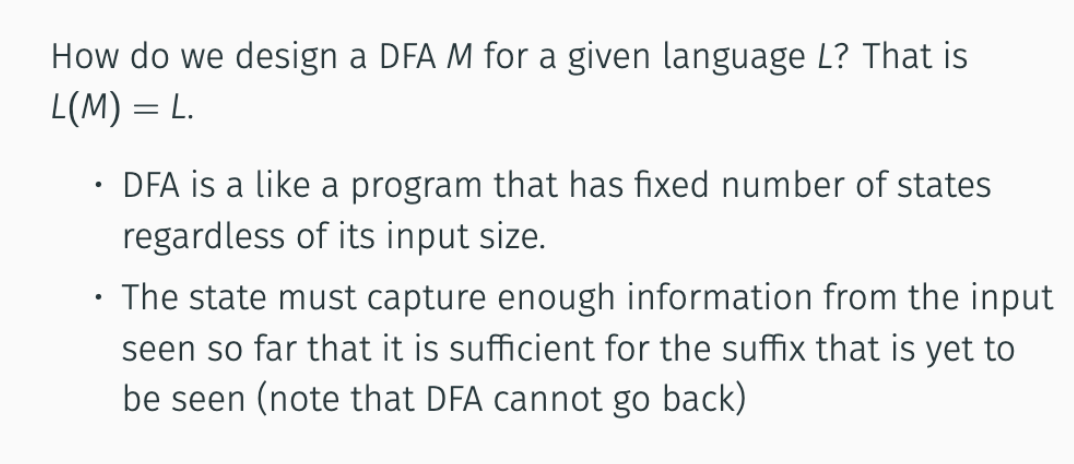 How do we design a DFA M for a given language L? That is
L(M) = L.
• DFA is a like a program that has fixed number of states
regardless of its input size.
• The state must capture enough information from the input
seen so far that it is sufficient for the suffix that is yet to
be seen (note that DFA cannot go back)